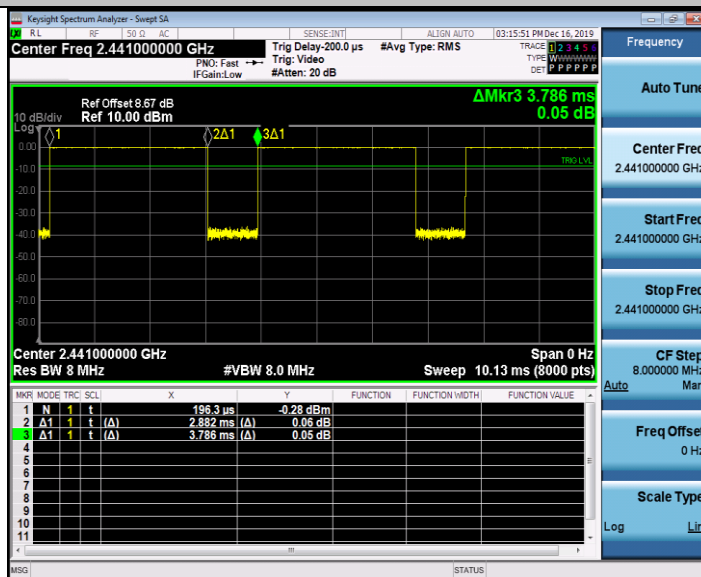 Keysight Spectrum Analyzer - Swept SA
RL RF 50 Ω AC SENSE:INT ALIGN AUTO 03:15:51 PM Dec 16, 2019
Center Freq 2.441000000 GHz
PNO: Fast
IFGain:Low
Trig Delay-200.0 µs
Trig: Video
#Atten: 20 dB
#Avg Type: RMS
TRACE 1 2 3 4 5 6
TYPE WWWWWW
DET P P P P P P
ΔMkr3 3.786 ms
0.05 dB
Ref Offset 8.67 dB
10 dB/div Ref 10.00 dBm
Log
1 2Δ1 3Δ1
0.00
TRIG LVL
-10.0
-20.0
-30.0
-40.0
-50.0
-60.0
-70.0
-80.0
Center 2.441000000 GHz Span 0 Hz
Res BW 8 MHz #VBW 8.0 MHz Sweep 10.13 ms (8000 pts)
MKR MODE TRC SCL X Y FUNCTION FUNCTION WIDTH FUNCTION VALUE
1 N 1 t 196.3 µs -0.28 dBm
2 Δ1 1 t (Δ) 2.882 ms (Δ) 0.06 dB
3 Δ1 1 t (Δ) 3.786 ms (Δ) 0.05 dB
4
5
6
7
8
9
10
11
MSG STATUS
Frequency
Auto Tune
Center Freq
2.441000000 GHz
Start Freq
2.441000000 GHz
Stop Freq
2.441000000 GHz
CF Step
8.000000 MHz
Auto Man
Freq Offset
0 Hz
Scale Type
Log Lin